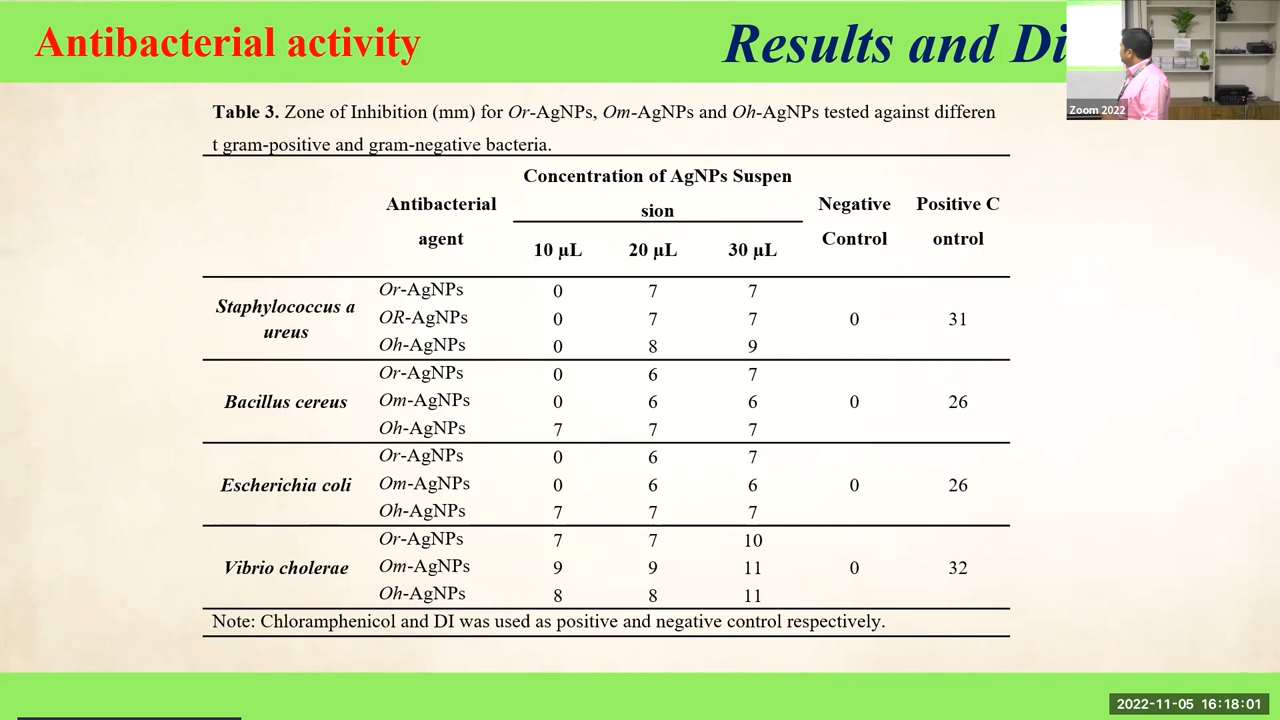 Antibacterial activity
Results and Di
Zoom 2022
Table 3. Zone of Inhibition (mm) for Or-AgNPs, Om-AgNPs and Oh-AgNPs tested against differen
t gram-positive and gram-negative bacteria.
Antibacterial agent
Concentration of AgNPs Suspen
sion
Negative Control
Positive C
ontrol
10 µL 20 µL 30 µL
Staphylococcus a
ureus
Or-AgNPs 0 7 7
OR-AgNPs 0 7 7 0 31
Oh-AgNPs 0 8 9
Or-AgNPs 0 6 7
Bacillus cereus Om-AgNPs 0 6 6 0 26
Oh-AgNPs 7 7 7
Or-AgNPs 0 6 7
Escherichia coli Om-AgNPs 0 6 6 0 26
Oh-AgNPs 7 7 7
Or-AgNPs 7 7 10
Vibrio cholerae Om-AgNPs 9 9 11 0 32
Oh-AgNPs 8 8 11
Note: Chloramphenicol and DI was used as positive and negative control respectively.
2022-11-05 16:18:01